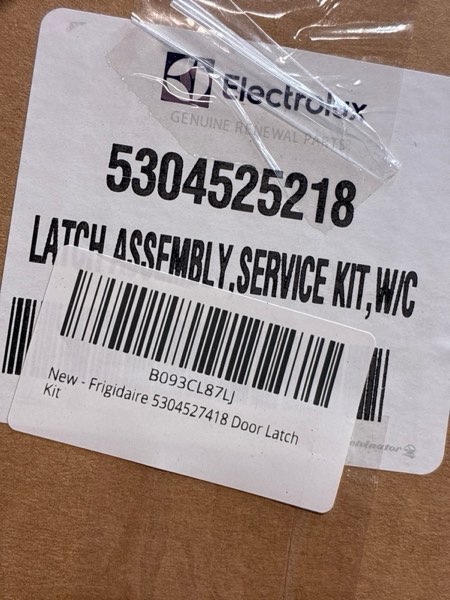 Electrolux
GENUINE RENEWAL PARTS
5304525218
LATCH ASSEMBLY,SERVICE KIT,W/C
B093CL87LJ
New - Frigidaire 5304527418 Door Latch
Kit